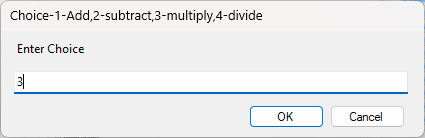 Choice-1-Add,2-subtract,3-multiply,4-divide
Enter Choice
3
OK Cancel